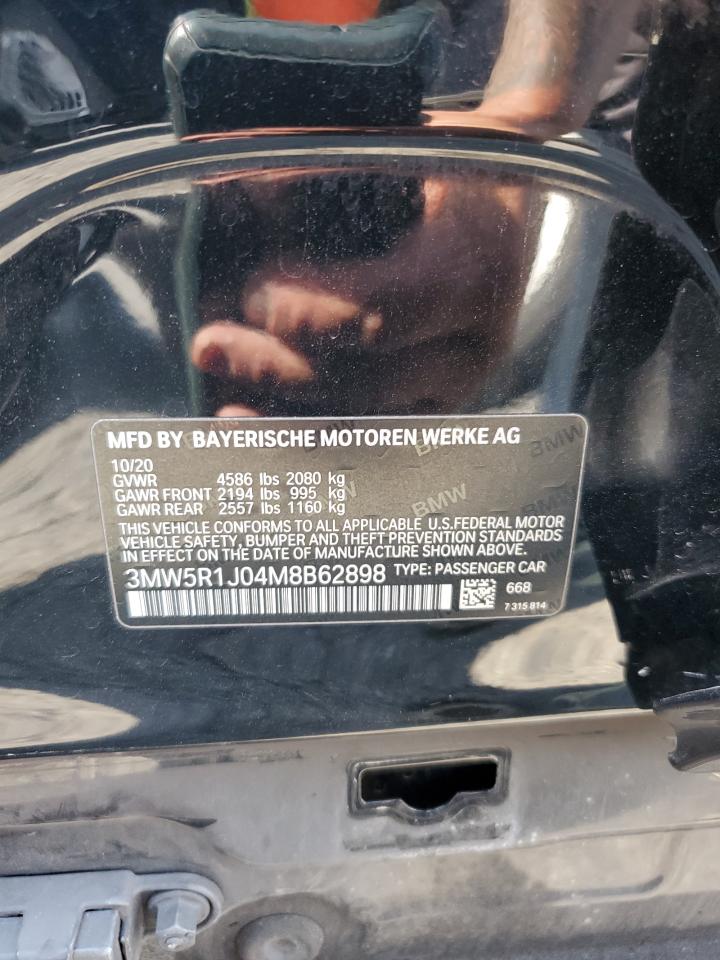 MFD BY BAYERISCHE MOTOREN WERKE AG
10/20
GVWR 4586 lbs 2080 kg
GAWR FRONT 2194 lbs 995 kg
GAWR REAR 2557 lbs 1160 kg
THIS VEHICLE CONFORMS TO ALL APPLICABLE U.S.FEDERAL MOTOR
VEHICLE SAFETY, BUMPER AND THEFT PREVENTION STANDARDS
IN EFFECT ON THE DATE OF MANUFACTURE SHOWN ABOVE.
3MW5R1J04M8B62898 TYPE: PASSENGER CAR
668
7 315 814
BMW
BMW